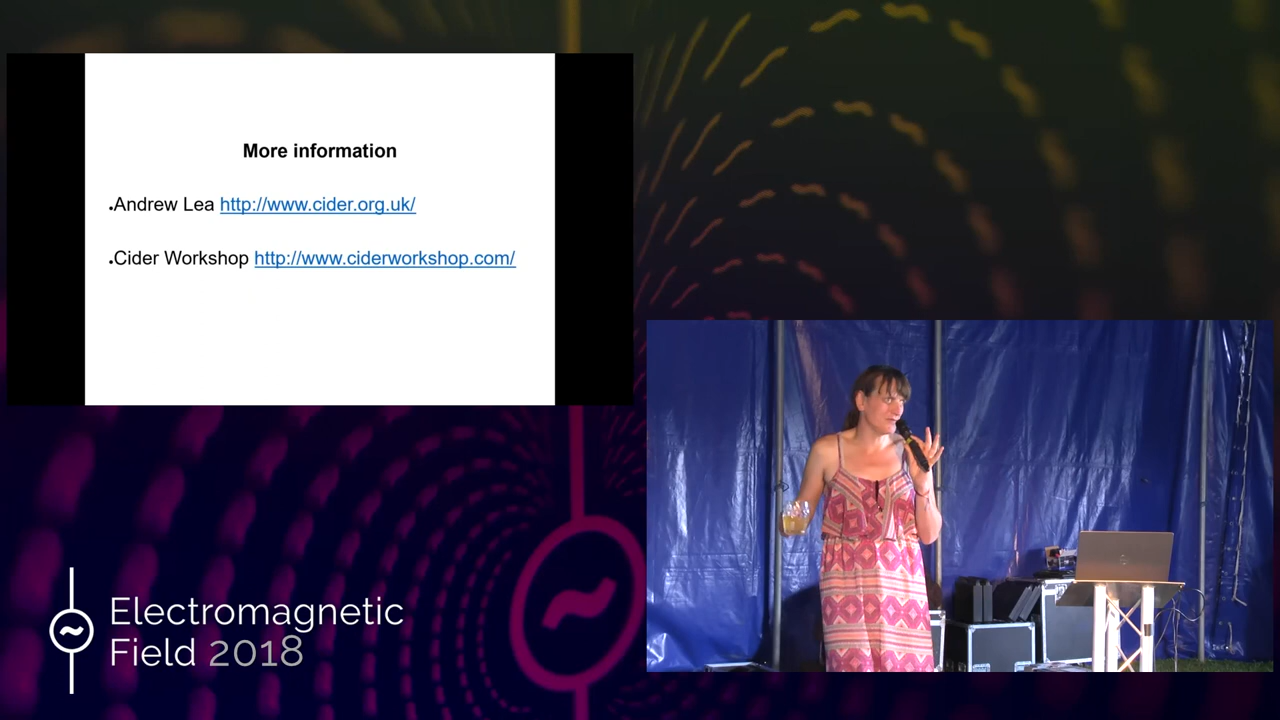 More information
.Andrew Lea http://www.cider.org.uk/
.Cider Workshop http://www.ciderworkshop.com/
Electromagnetic
Field 2018